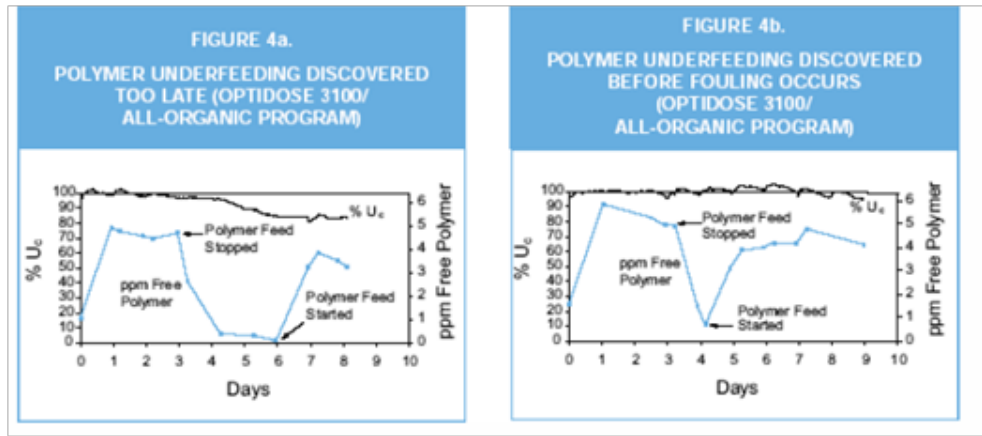 FIGURE 4a.
POLYMER UNDERFEEDING DISCOVERED
TOO LATE (OPTIDOSE 3100/
ALL-ORGANIC PROGRAM)
% Uc
100
90
80
70
60
50
40
30
20
10
0
% Uc
Polymer Feed
Stopped
ppm Free
Polymer
Polymer Feed
Started
6
5
4
3
2
1
0
ppm Free Polymer
0 1 2 3 4 5 6 7 8 9 10
Days
FIGURE 4b.
POLYMER UNDERFEEDING DISCOVERED
BEFORE FOULING OCCURS
(OPTIDOSE 3100/
ALL-ORGANIC PROGRAM)
% Uc
100
90
80
70
60
50
40
30
20
10
0
% Uc
Polymer Feed
Stopped
ppm Free
Polymer
Polymer Feed
Started
6
5
4
3
2
1
0
ppm Free Polymer
0 1 2 3 4 5 6 7 8 9 10
Days